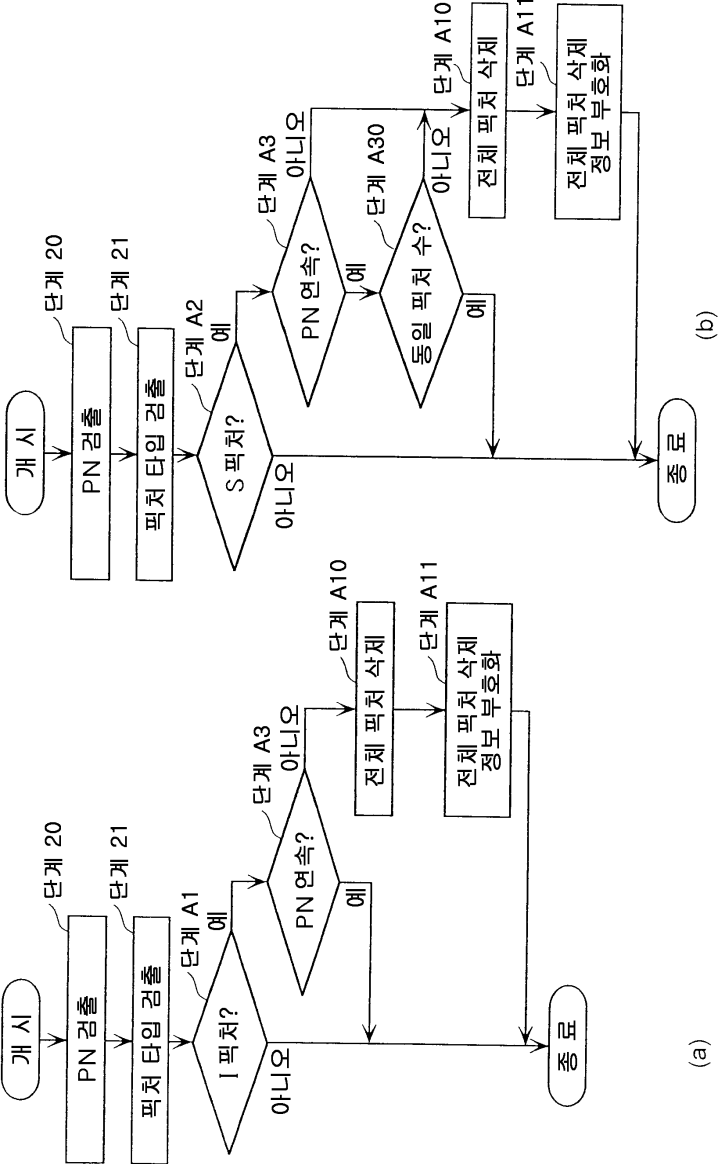 개 시
단계 20
PN 검출
단계 21
픽처 타입 검출
단계 A1
I 픽처?
예
아니오
단계 A3
PN 연속?
아니오
예
단계 A10
전체 픽처 삭제
단계 A11
전체 픽처 삭제
정보 부호화
종 료
(a)
개 시
단계 20
PN 검출
단계 21
픽처 타입 검출
단계 A2
S 픽처?
예
아니오
단계 A3
PN 연속?
아니오
예
단계 A30
동일 픽처 수?
아니오
예
단계 A10
전체 픽처 삭제
단계 A11
전체 픽처 삭제
정보 부호화
종 료
(b)